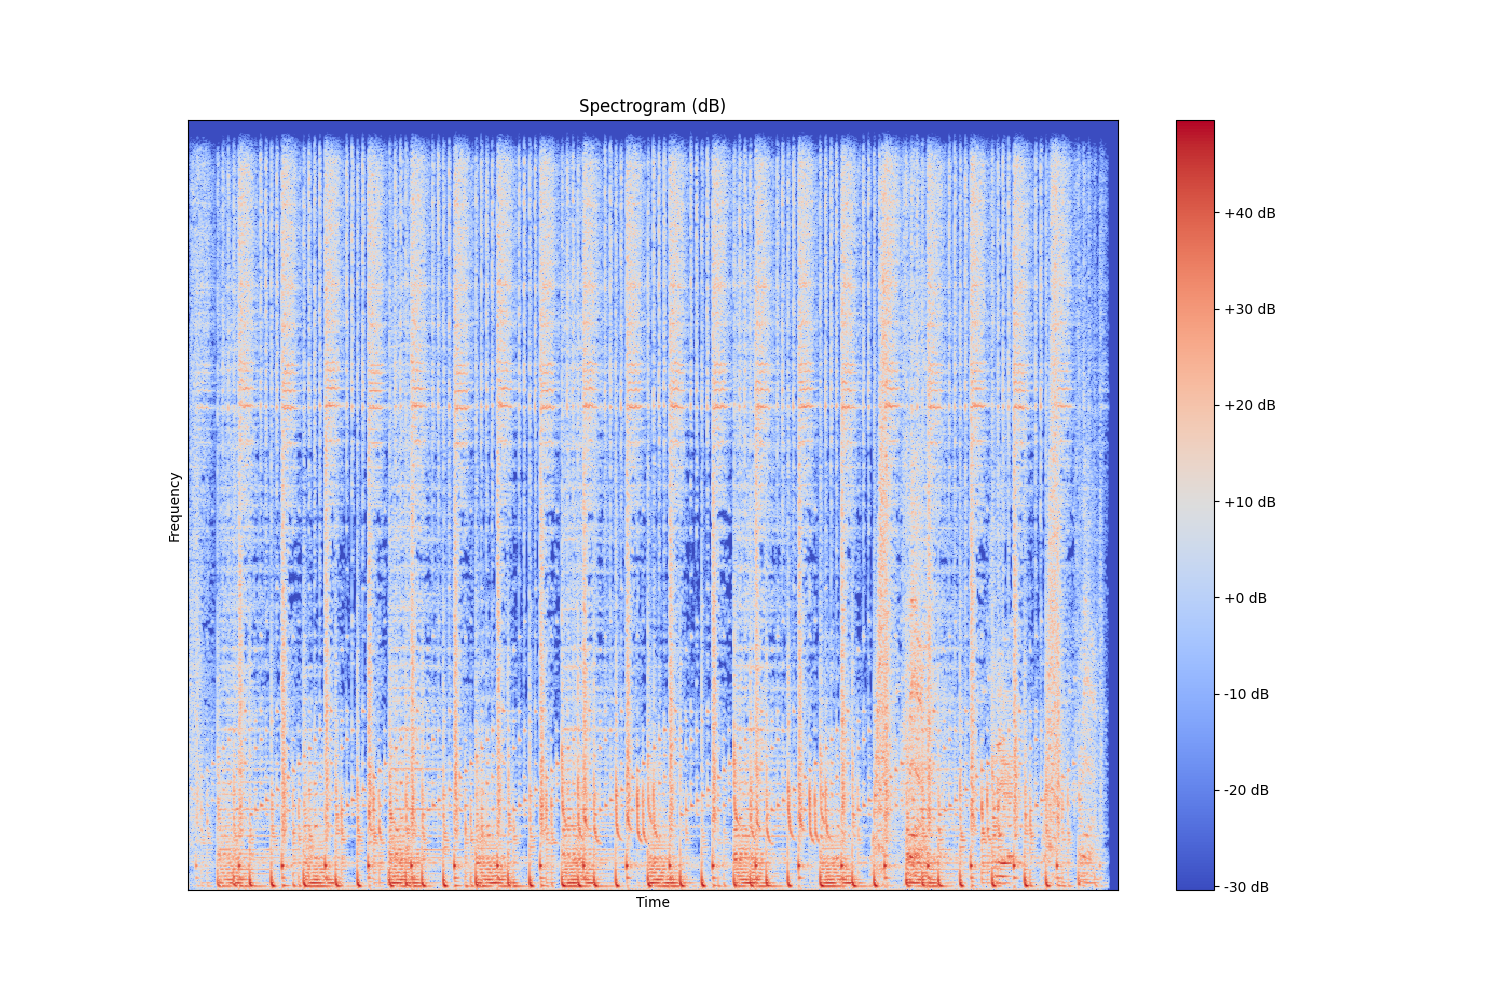 Spectrogram (dB)
Frequency
Time
+40 dB
+30 dB
+20 dB
+10 dB
+0 dB
-10 dB
-20 dB
-30 dB